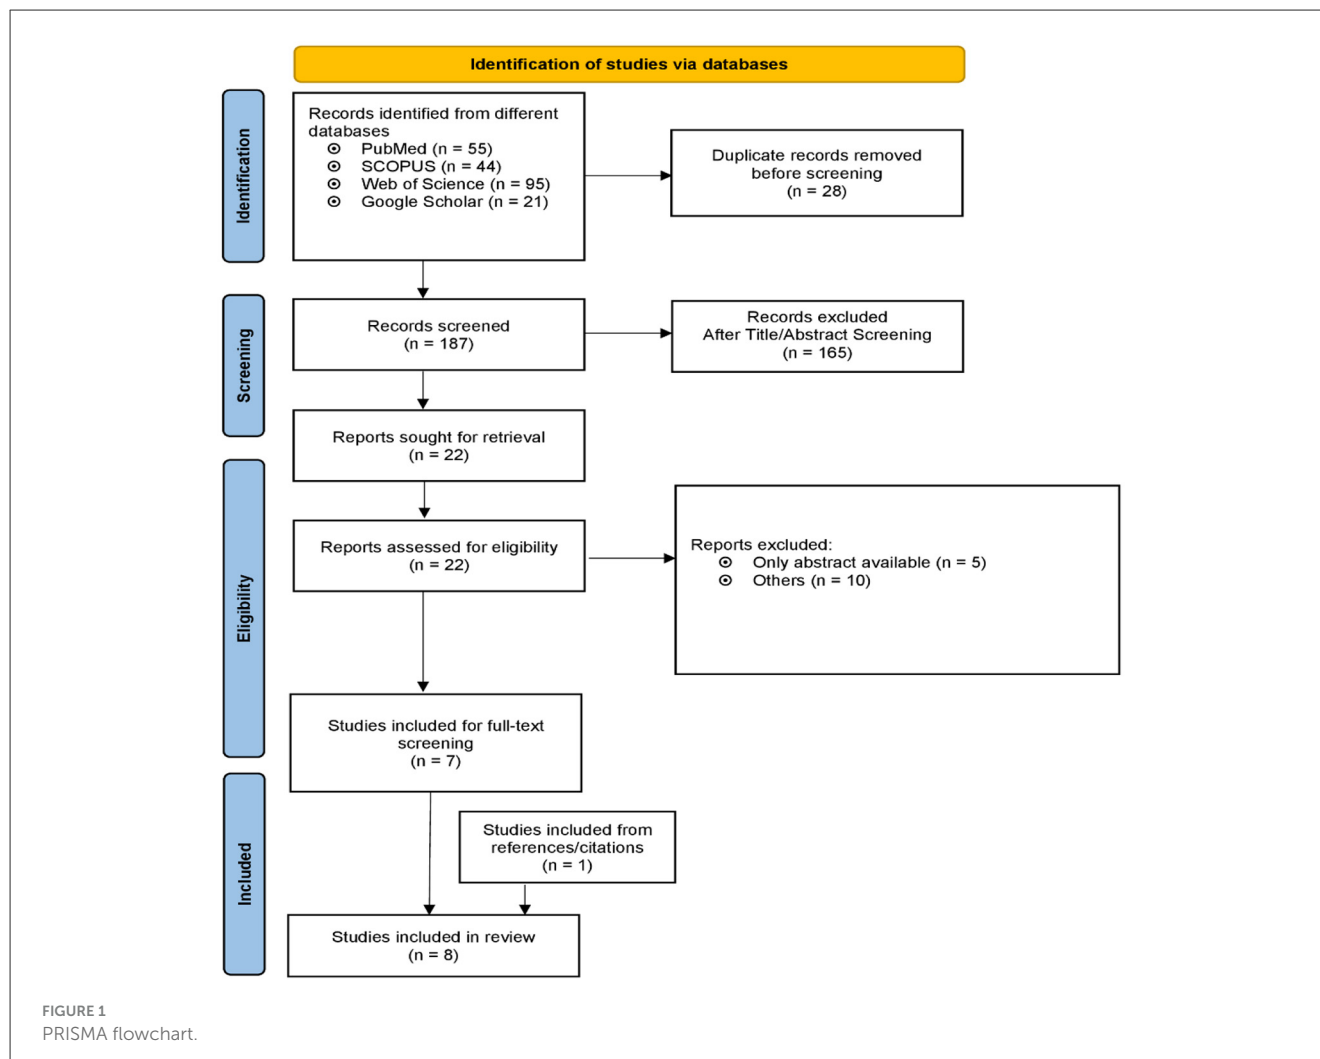 Identification of studies via databases
Identification
Records identified from different
databases
PubMed (n = 55)
SCOPUS (n = 44)
Web of Science (n = 95)
Google Scholar (n = 21)
Duplicate records removed
before screening
(n = 28)
Screening
Records screened
(n = 187)
Records excluded
After Title/Abstract Screening
(n = 165)
Reports sought for retrieval
(n = 22)
Eligibility
Reports assessed for eligibility
(n = 22)
Reports excluded:
Only abstract available (n = 5)
Others (n = 10)
Studies included for full-text
screening
(n = 7)
Included
Studies included from
references/citations
(n = 1)
Studies included in review
(n = 8)
FIGURE 1
PRISMA flowchart.